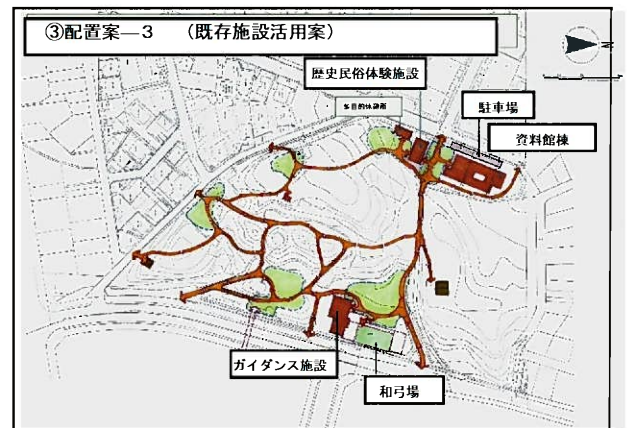 ③配置案―3　（既存施設活用案）
N
歴史民俗体験施設
多目的休憩所
駐車場
資料館棟
ガイダンス施設
和弓場